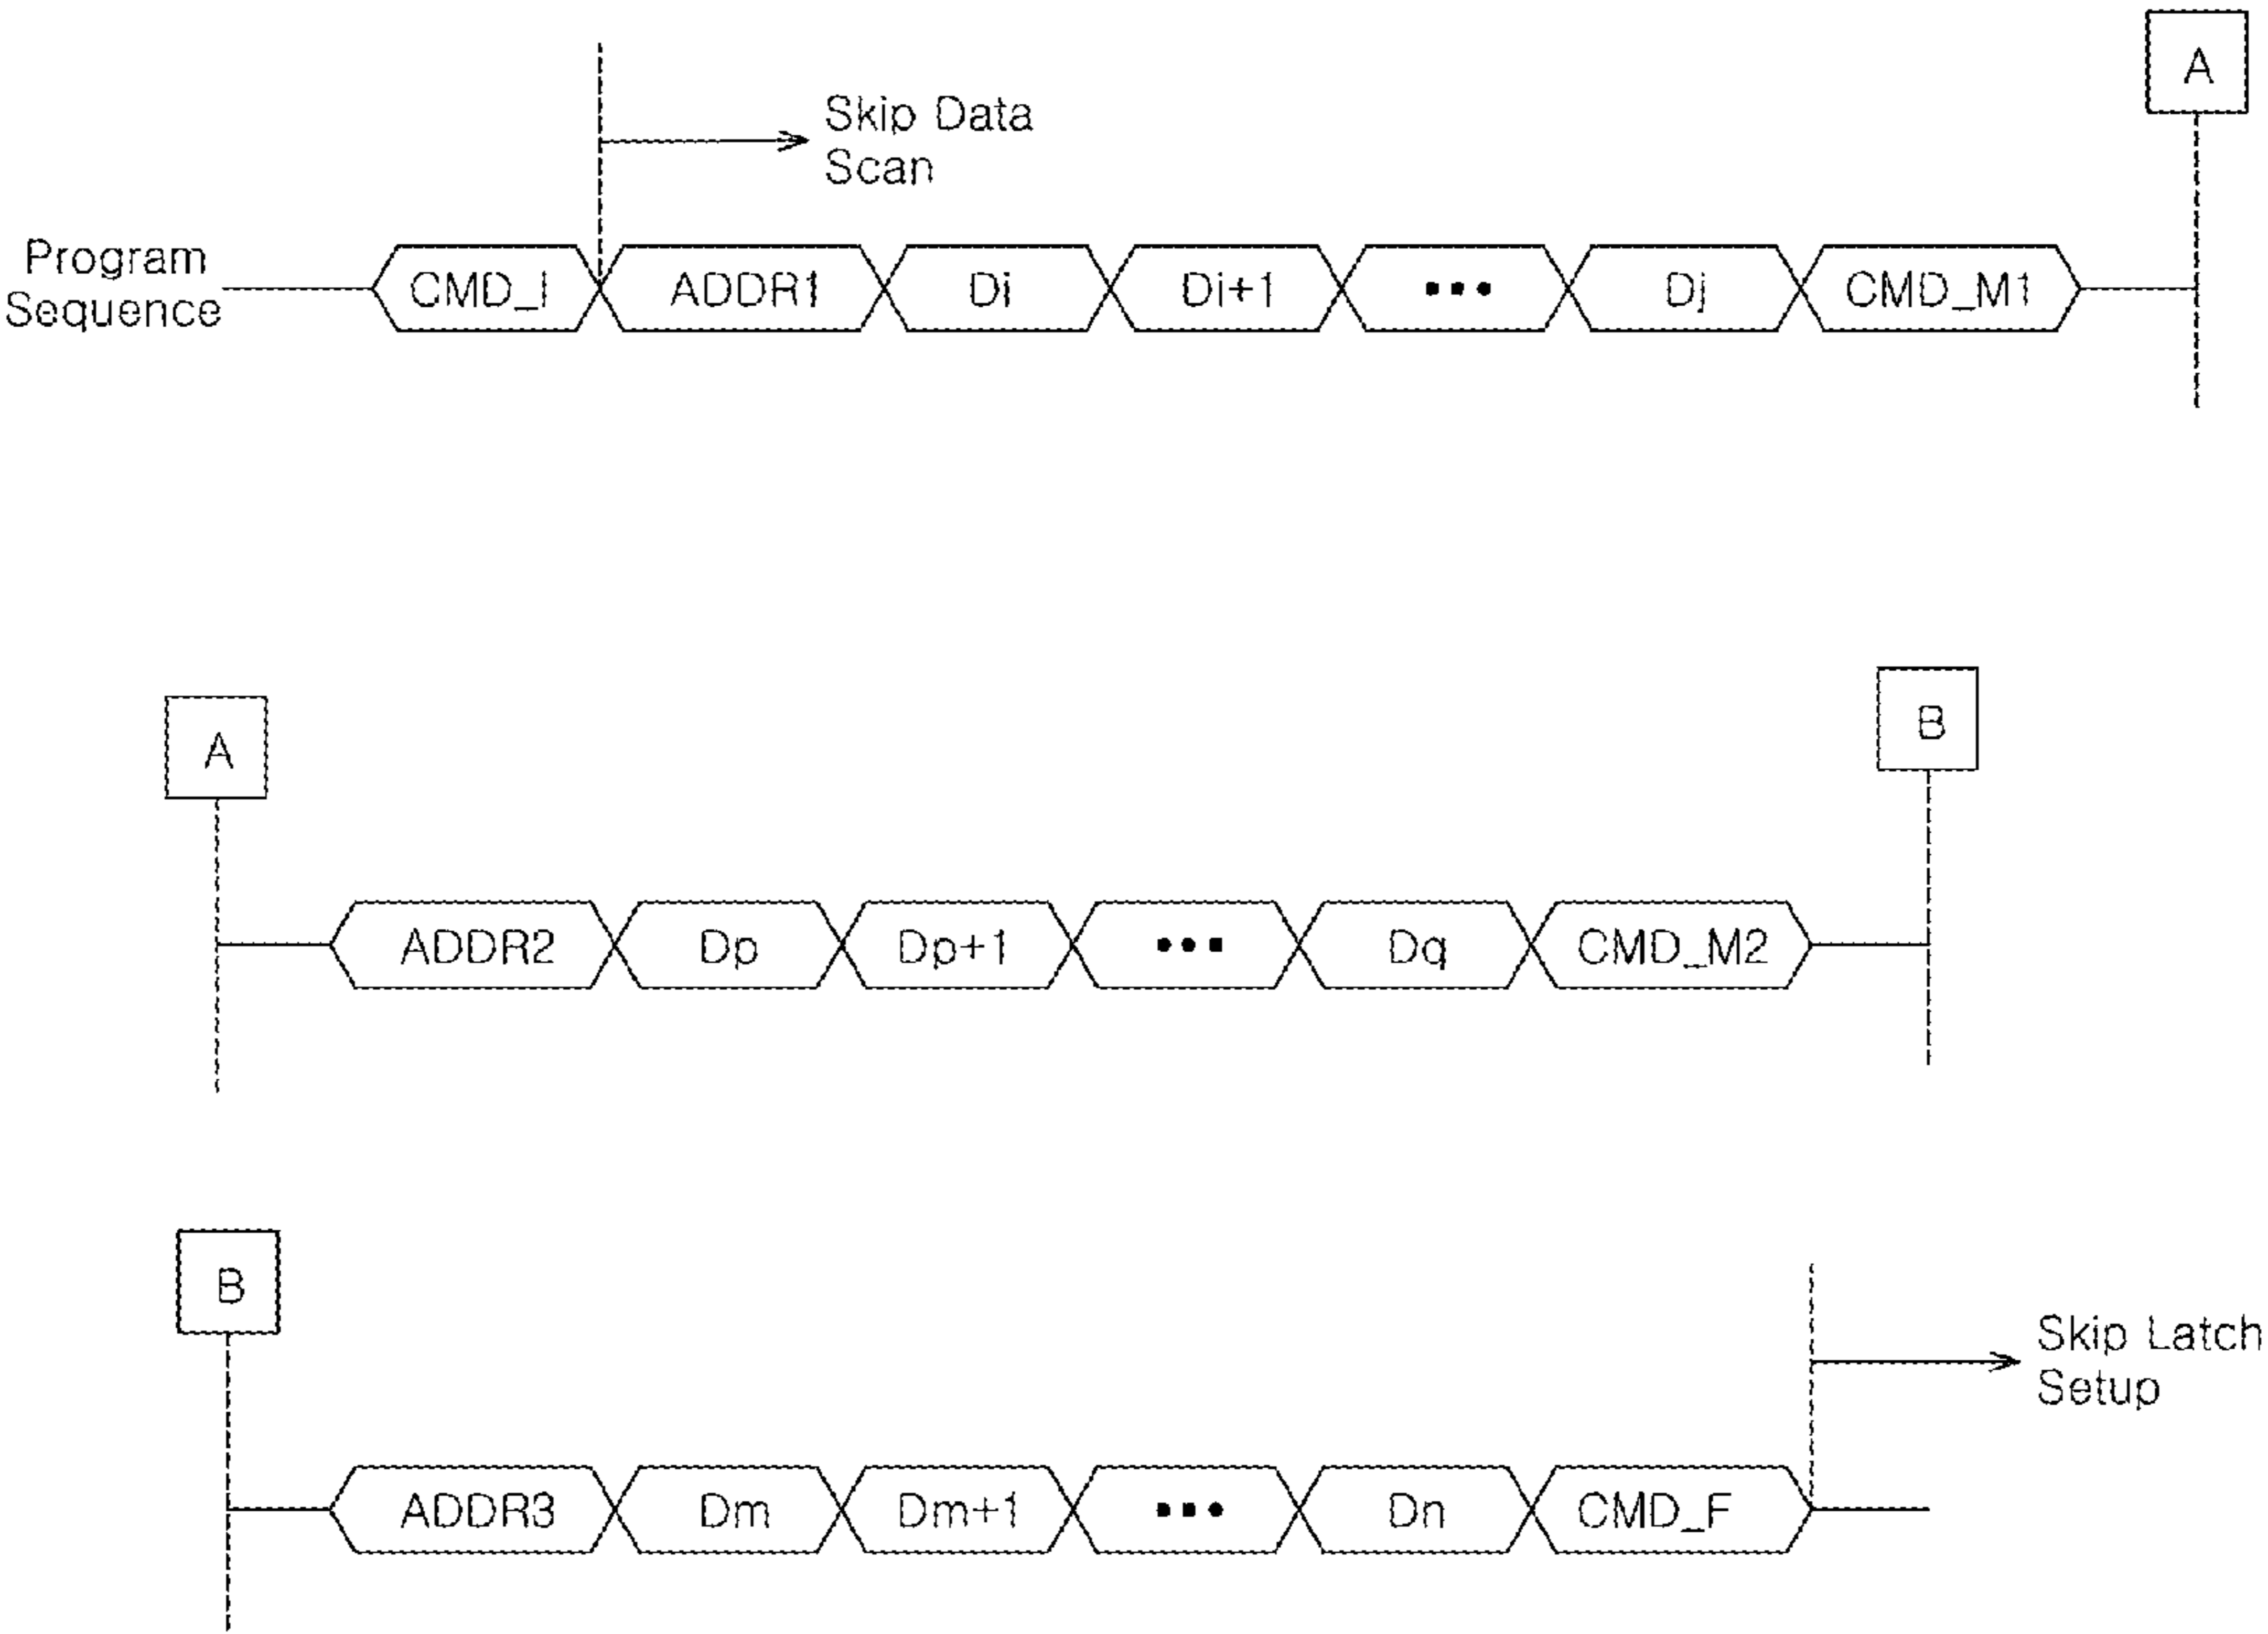 A
Skip Data
Scan
Program
Sequence
CMD_I ADDR1 Di Di+1 ••• Dj CMD_M1
A
B
ADDR2 Dp Dp+1 ••• Dq CMD_M2
B
Skip Latch
Setup
ADDR3 Dm Dm+1 ••• Dn CMD_F